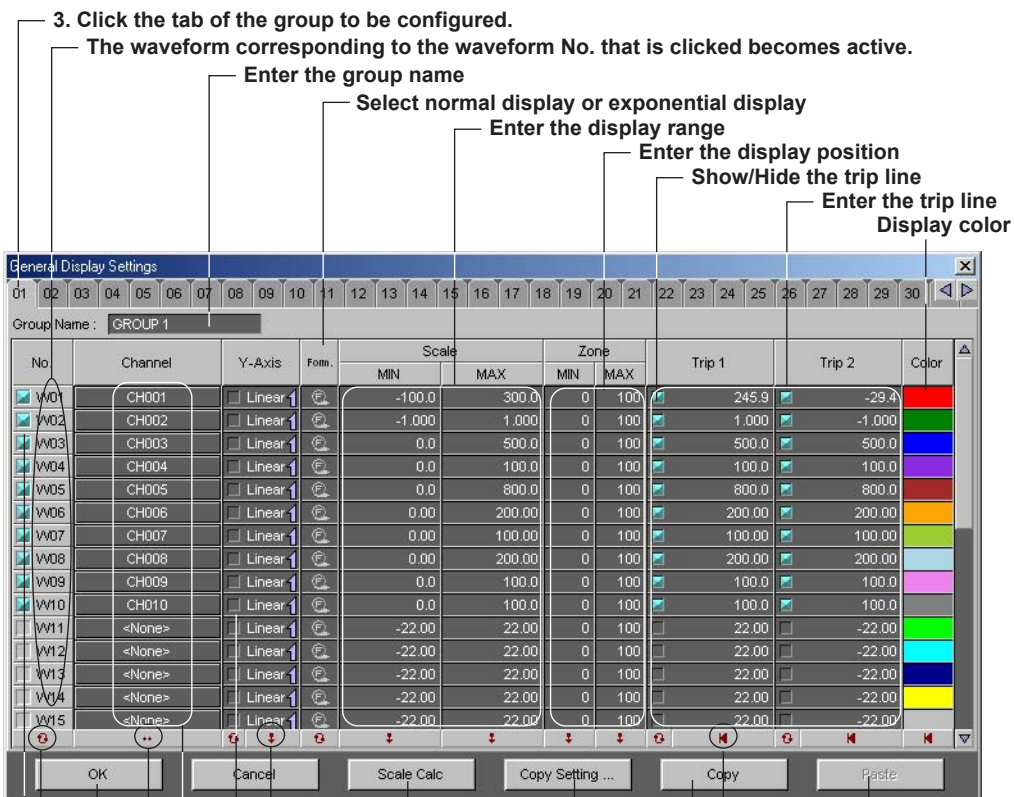 3. Click the tab of the group to be configured.
The waveform corresponding to the waveform No. that is clicked becomes active.
Enter the group name
Select normal display or exponential display
Enter the display range
Enter the display position
Show/Hide the trip line
Enter the trip line
Display color
General Display Settings
01 02 03 04 05 06 07 08 09 10 11 12 13 14 15 16 17 18 19 20 21 22 23 24 25 26 27 28 29 30
Group Name : GROUP 1
No. Channel Y-Axis Form. Scale Zone Trip 1 Trip 2 Color
MIN MAX MIN MAX
W01 CH001 Linear F -100.0 300.0 0 100 245.9 -29.4
W02 CH002 Linear F -1.000 1.000 0 100 1.000 -1.000
W03 CH003 Linear F 0.0 500.0 0 100 500.0 500.0
W04 CH004 Linear F 0.0 100.0 0 100 100.0 100.0
W05 CH005 Linear F 0.0 800.0 0 100 800.0 800.0
W06 CH006 Linear F 0.00 200.00 0 100 200.00 200.00
W07 CH007 Linear F 0.00 100.00 0 100 100.00 100.00
W08 CH008 Linear F 0.00 200.00 0 100 200.00 200.00
W09 CH009 Linear F 0.0 100.0 0 100 100.0 100.0
W10 CH010 Linear F 0.0 100.0 0 100 100.0 100.0
W11 <None> Linear F -22.00 22.00 0 100 22.00 -22.00
W12 <None> Linear F -22.00 22.00 0 100 22.00 -22.00
W13 <None> Linear F -22.00 22.00 0 100 22.00 -22.00
W14 <None> Linear F -22.00 22.00 0 100 22.00 -22.00
W15 <None> Linear F -22.00 22.00 0 100 22.00 -22.00
OK Cancel Scale Calc Copy Setting ... Copy Paste